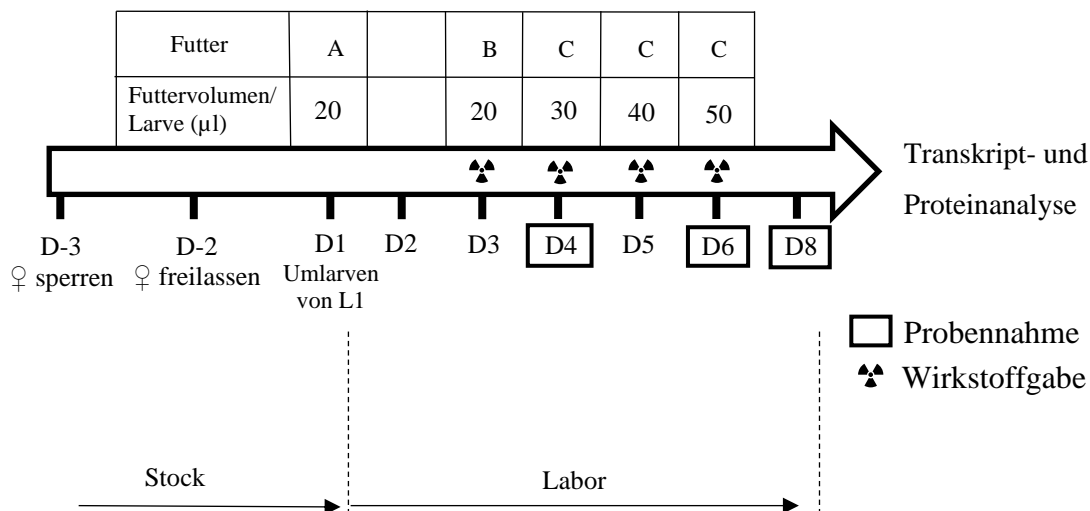 Futter A B C C C
Futtervolumen/
Larve (µl) 20 20 30 40 50
Transkript- und
Proteinanalyse
D-3 D-2 D1 D2 D3 D4 D5 D6 D8
♀ sperren ♀ freilassen Umlarven
von L1
Probennahme
Wirkstoffgabe
Stock Labor